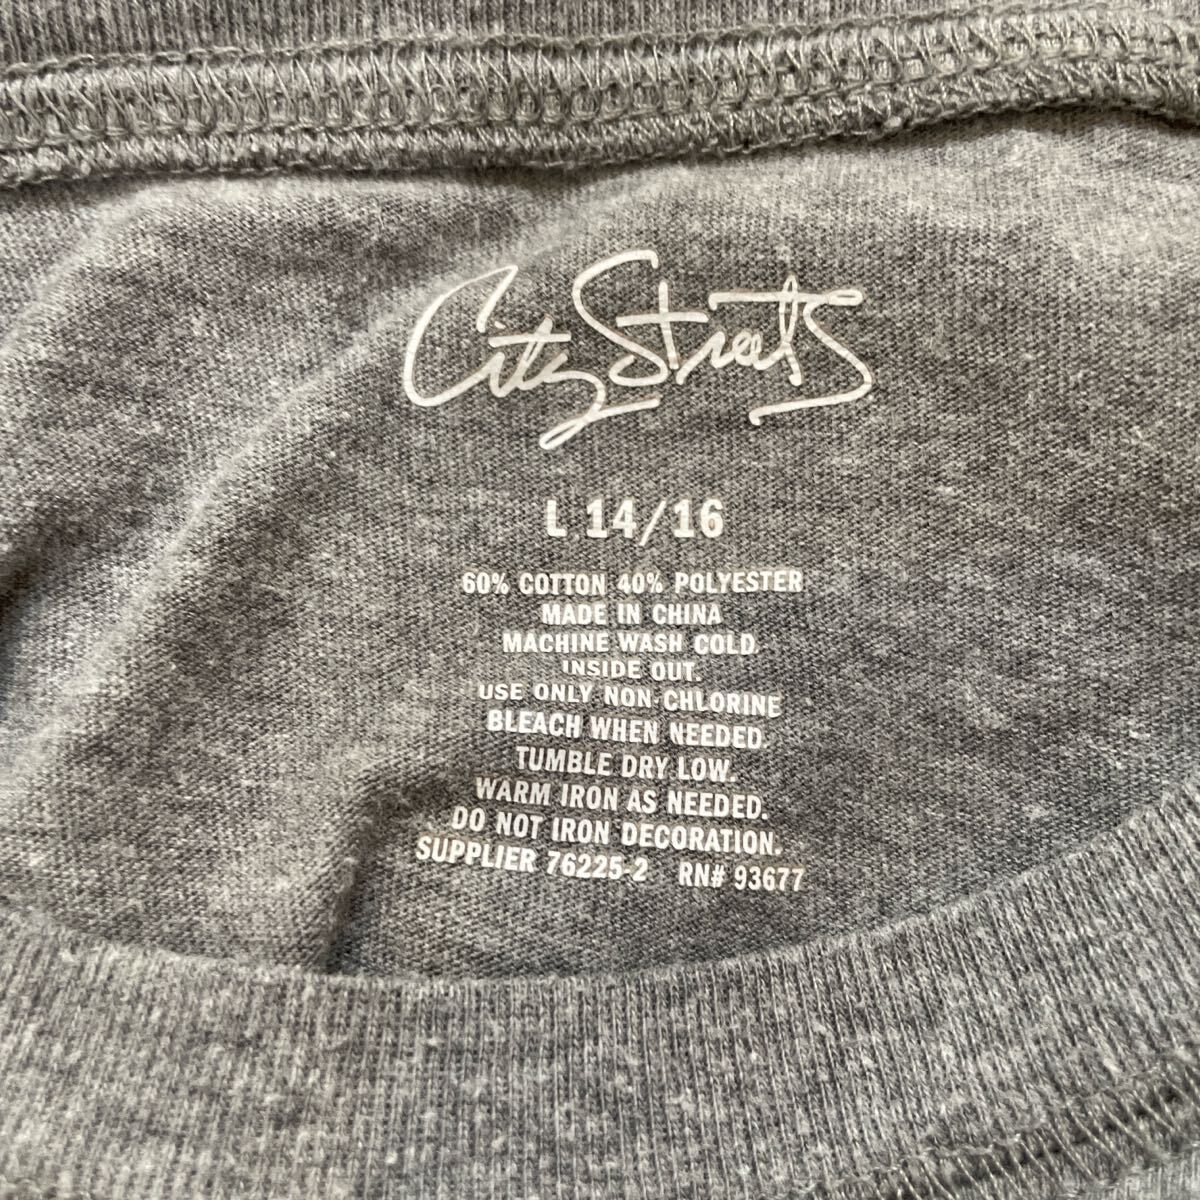 City Streets
L 14/16
60% COTTON 40% POLYESTER
MADE IN CHINA
MACHINE WASH COLD.
INSIDE OUT.
USE ONLY NON-CHLORINE
BLEACH WHEN NEEDED.
TUMBLE DRY LOW.
WARM IRON AS NEEDED.
DO NOT IRON DECORATION.
SUPPLIER 76225-2 RN# 93677